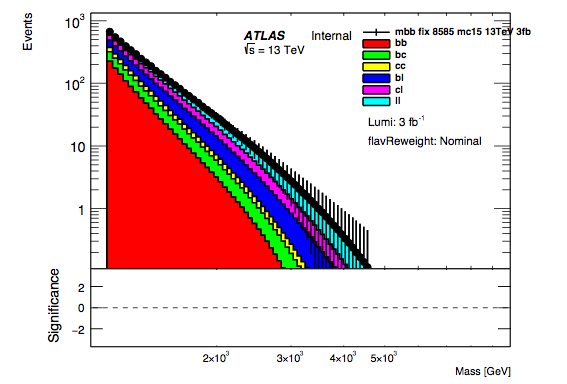 Events
10³
10²
10
1
ATLAS Internal
√s = 13 TeV
mbb fix 8585 mc15 13TeV 3fb
bb
bc
cc
bl
cl
ll
Lumi: 3 fb⁻¹
flavReweight: Nominal
Significance
2
0
−2
2×10³ 3×10³ 4×10³ 5×10³
Mass [GeV]